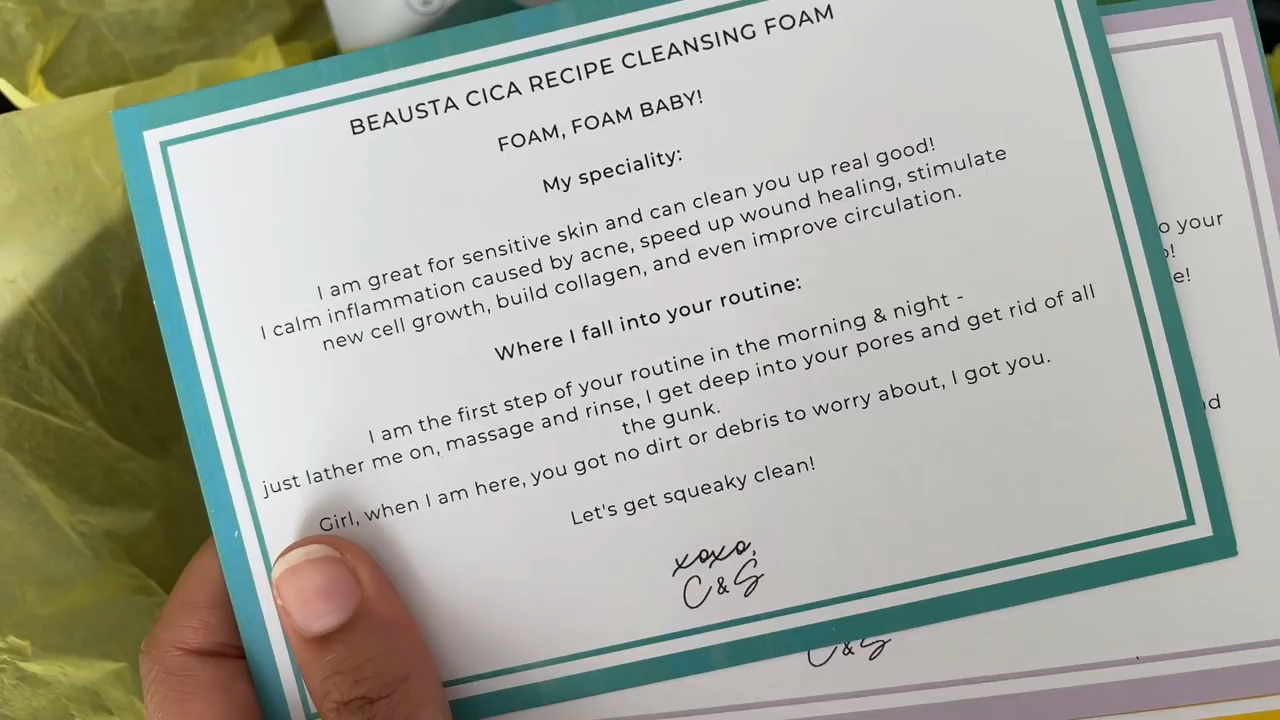 BEAUSTA CICA RECIPE CLEANSING FOAM
FOAM, FOAM BABY!
My speciality:
I am great for sensitive skin and can clean you up real good!
I calm inflammation caused by acne, speed up wound healing, stimulate
new cell growth, build collagen, and even improve circulation.
Where I fall into your routine:
I am the first step of your routine in the morning & night -
just lather me on, massage and rinse, I get deep into your pores and get rid of all
the gunk.
Girl, when I am here, you got no dirt or debris to worry about, I got you.
Let's get squeaky clean!
xoxo,
C & S
your
C & S